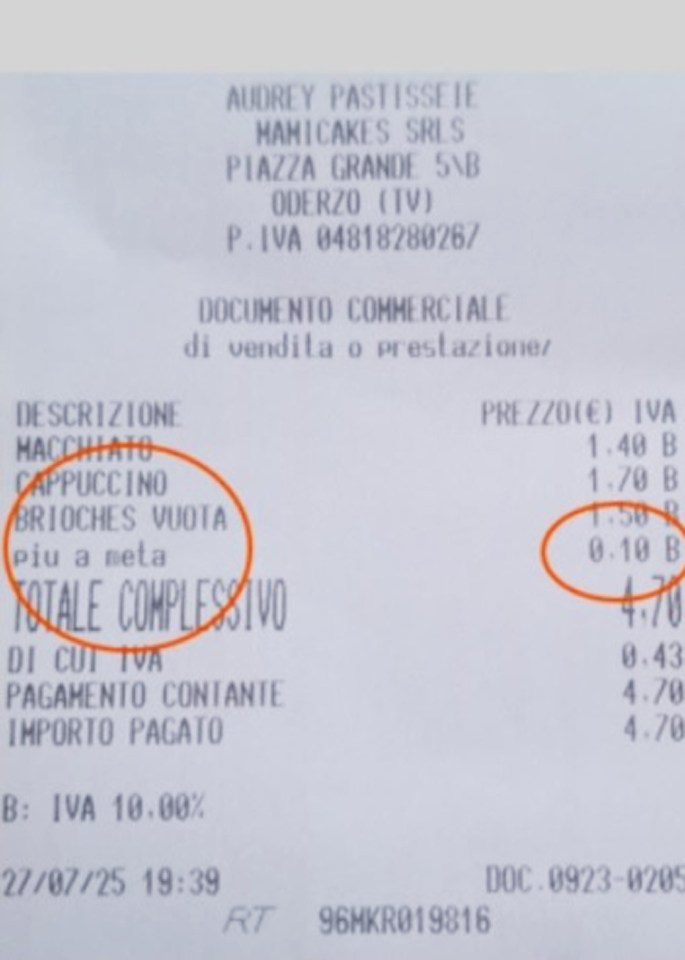 AUDREY PASTISSEIE
MAMICAKES SRLS
PIAZZA GRANDE 5\B
ODERZO (TV)
P.IVA 04818280267
DOCUMENTO COMMERCIALE
di vendita o prestazione/
DESCRIZIONE PREZZO(€) IVA
MACCHIATO 1.40 B
CAPPUCCINO 1.70 B
BRIOCHES VUOTA 1.50 B
piu a meta 0.10 B
TOTALE COMPLESSIVO 4.70
DI CUI IVA 0.43
PAGAMENTO CONTANTE 4.70
IMPORTO PAGATO 4.70
B: IVA 10.00%
27/07/25 19:39 DOC.0923-0205
RT 96MKR019816